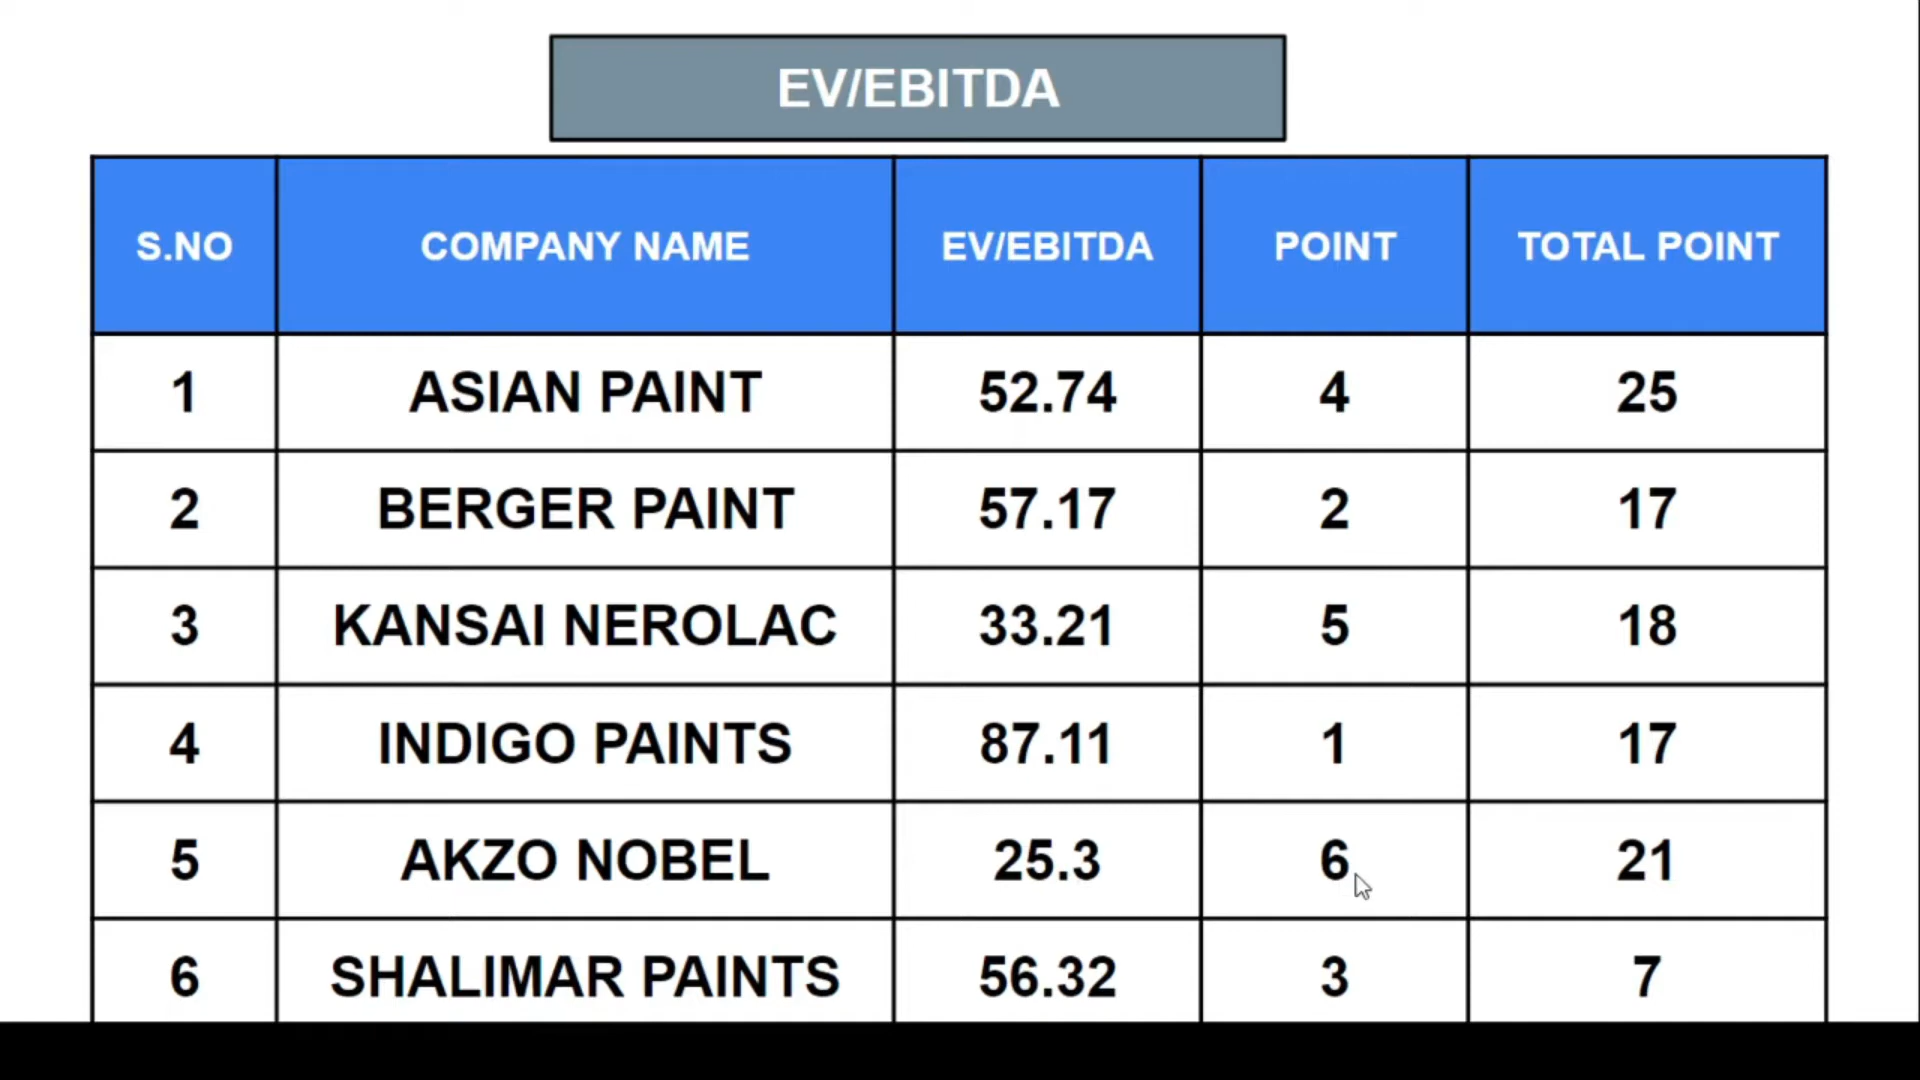 EV/EBITDA
S.NO COMPANY NAME EV/EBITDA POINT TOTAL POINT
1 ASIAN PAINT 52.74 4 25
2 BERGER PAINT 57.17 2 17
3 KANSAI NEROLAC 33.21 5 18
4 INDIGO PAINTS 87.11 1 17
5 AKZO NOBEL 25.3 6 21
6 SHALIMAR PAINTS 56.32 3 7